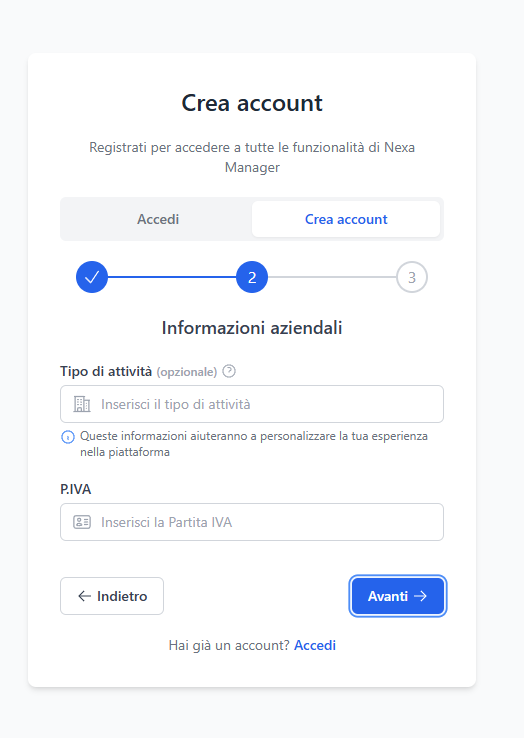 Crea account
Registrati per accedere a tutte le funzionalità di Nexa
Manager
Accedi
Crea account
2
3
Informazioni aziendali
Tipo di attività (opzionale)
Inserisci il tipo di attività
Queste informazioni aiuteranno a personalizzare la tua esperienza
nella piattaforma
P.IVA
Inserisci la Partita IVA
← Indietro
Avanti →
Hai già un account? Accedi